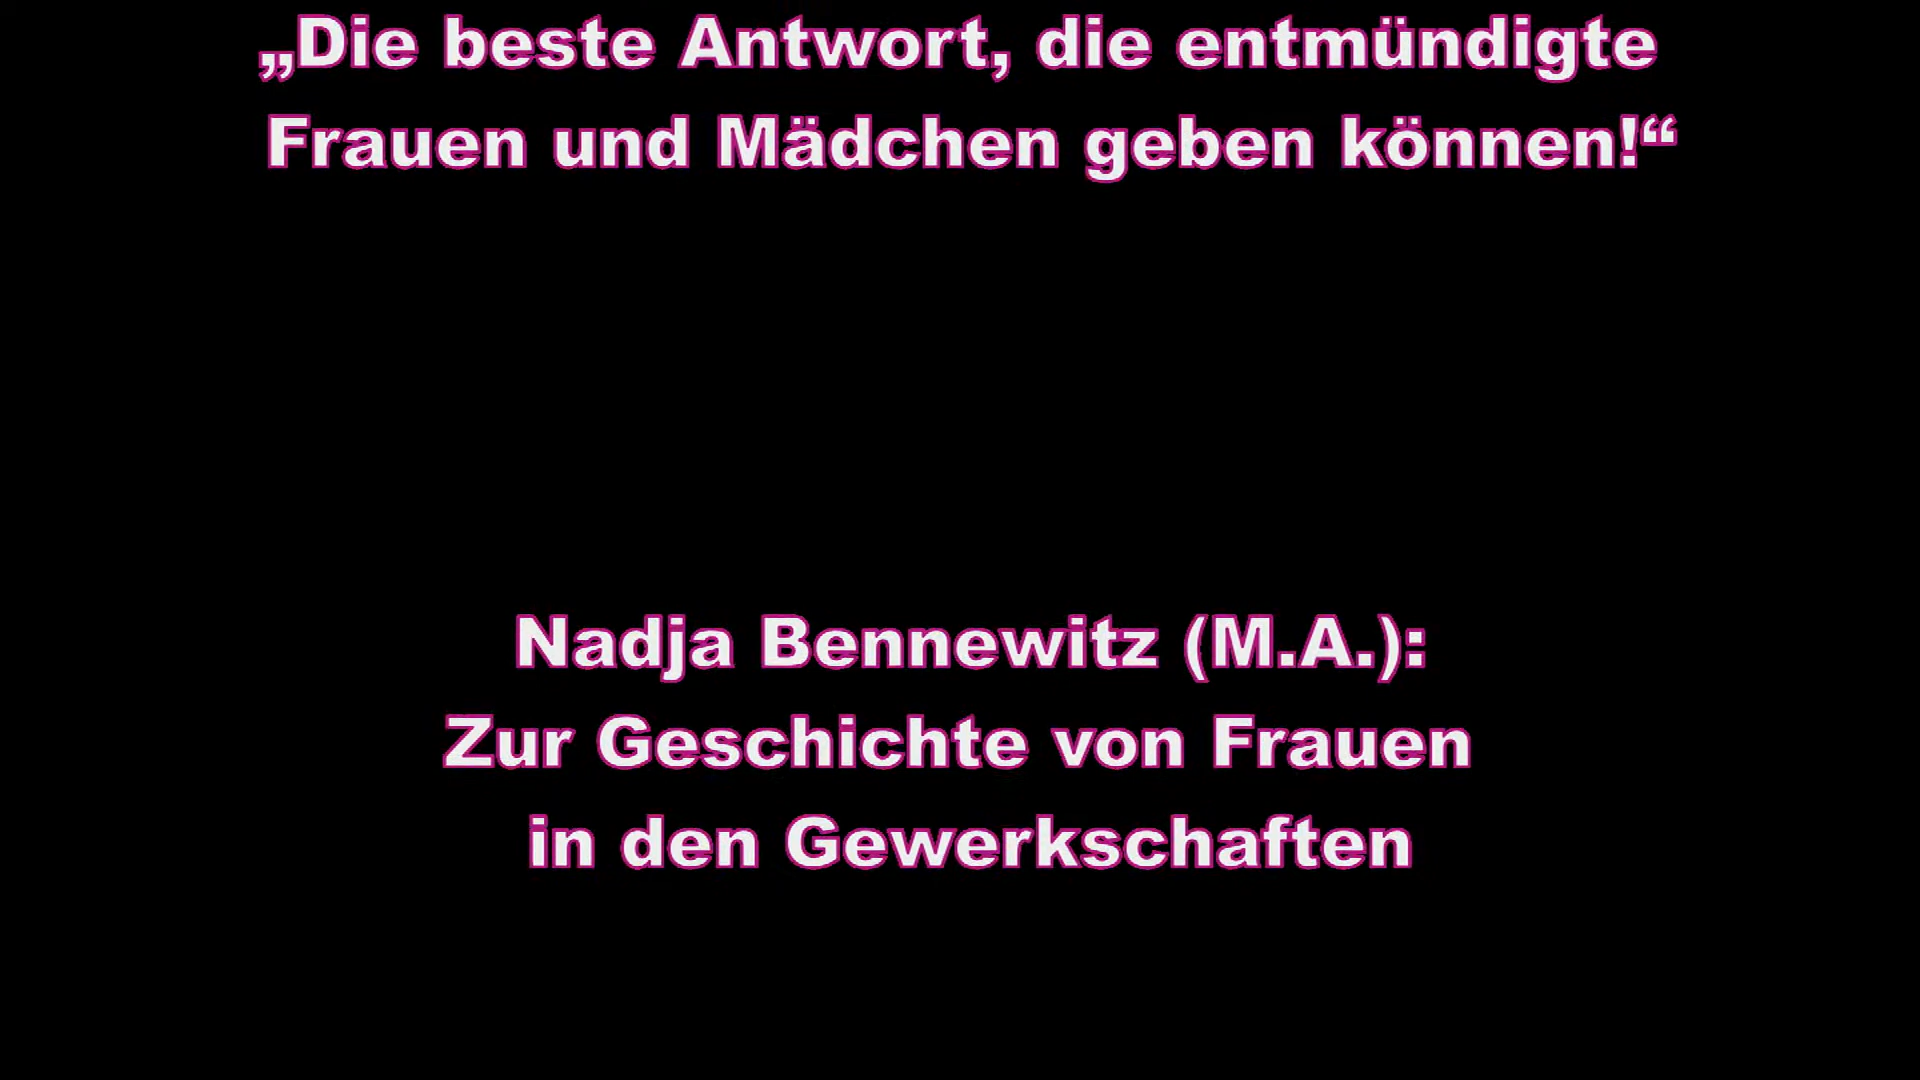 „Die beste Antwort, die entmündigte
Frauen und Mädchen geben können!“
Nadja Bennewitz (M.A.):
Zur Geschichte von Frauen
in den Gewerkschaften